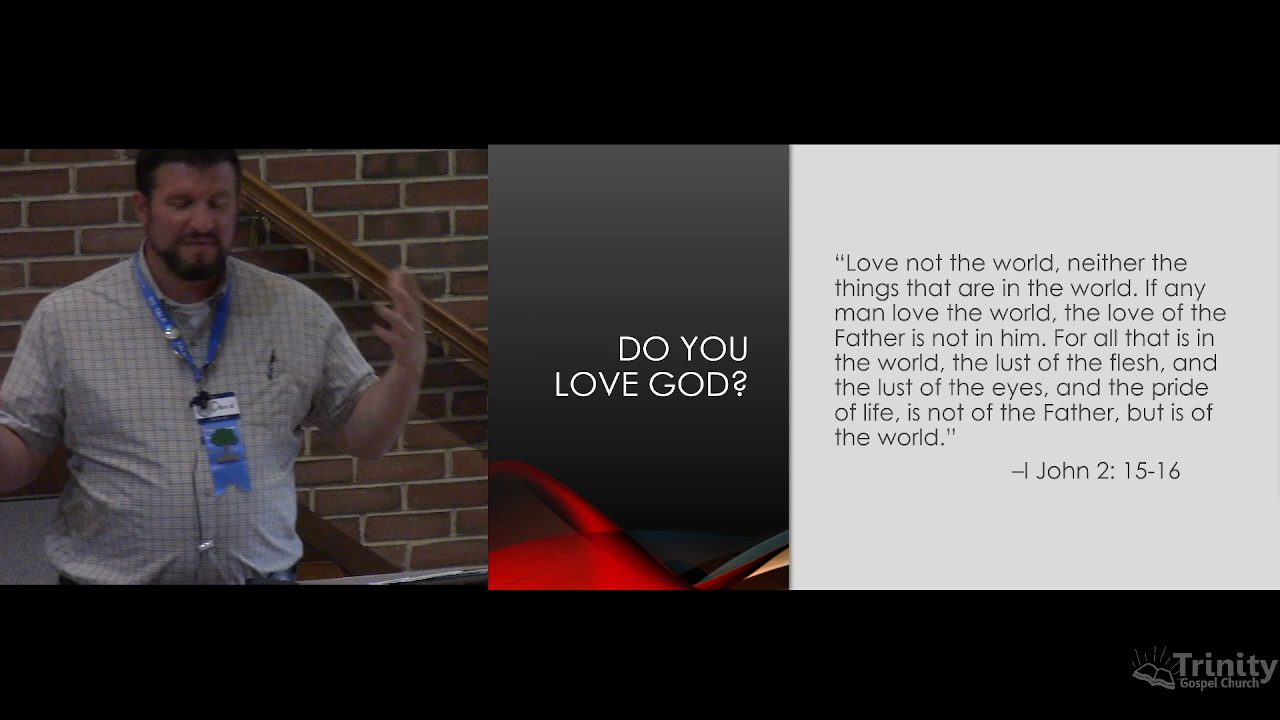 DO YOU
LOVE GOD?
“Love not the world, neither the
things that are in the world. If any
man love the world, the love of the
Father is not in him. For all that is in
the world, the lust of the flesh, and
the lust of the eyes, and the pride
of life, is not of the Father, but is of
the world.”
–I John 2: 15-16
Trinity
Gospel Church